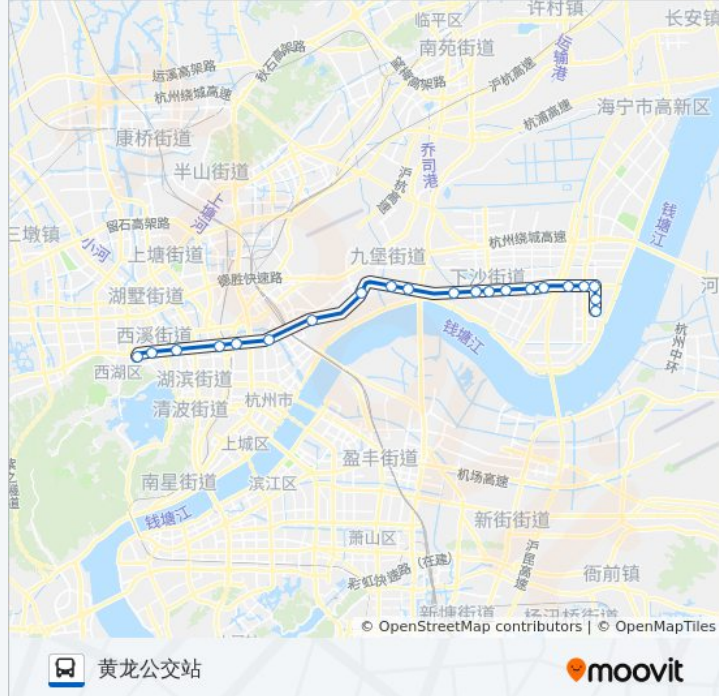 许村镇
长安镇
临平区
南苑街道
运溪高架路
秋石高架路
运输港
杭州绕城高速
沪杭高速
杭浦高速
海宁市高新区
康桥街道
乔司港
半山街道
沪杭高速
上塘河
留石高架路
三墩镇
小河
上塘街道
九堡街道
杭州绕城高速
钱塘江
下沙街道
湖墅街道
河
西溪街道
钱塘江
杭州中环
西湖区
湖滨街道
清波街道
杭州市
上城区
盈丰街道
南星街道
滨江区
机场高速
钱塘江
新街街道
萧山区
沪昆高速
彩虹快速路（在建）
衙前镇
新塘街道
杨汛桥街道
© OpenStreetMap contributors | © OpenMapTiles
黄龙公交站
moovit